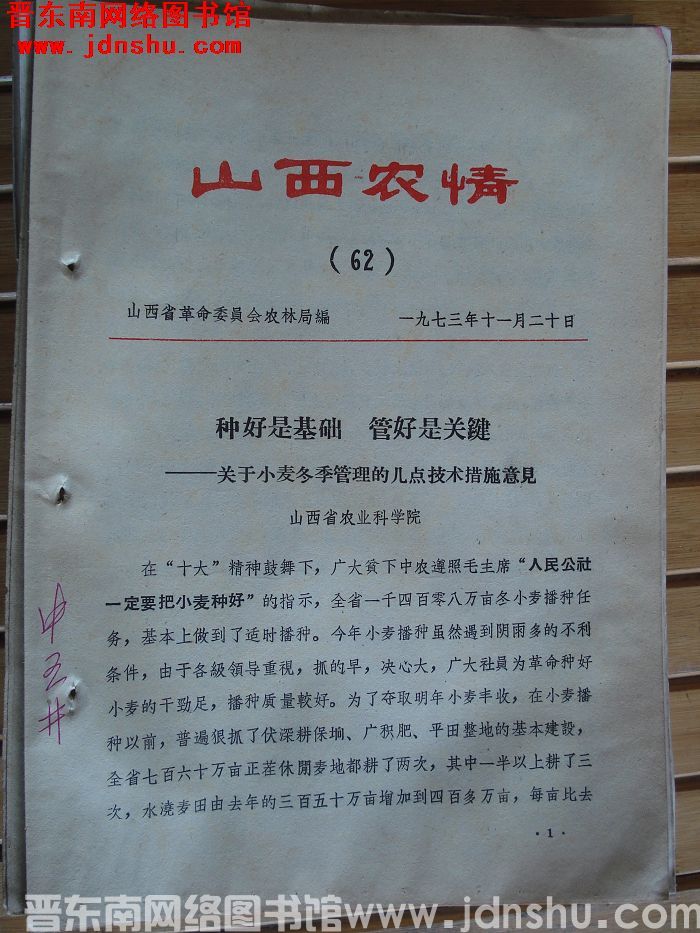 晋东南网络图书馆
www.jdnshu.com
山西农情
(62)
山西省革命委員会农林局編 一九七三年十一月二十日
种好是基础 管好是关鍵
——关于小麦冬季管理的几点技术措施意見
山西省农业科学院
在“十大”精神鼓舞下，广大贫下中农遵照毛主席“人民公社
一定要把小麦种好”的指示，全省一千四百零八万亩冬小麦播种任
务，基本上做到了适时播种。今年小麦播种虽然遇到阴雨多的不利
条件，由于各級領导重視，抓的早，决心大，广大社員为革命种好
小麦的干勁足，播种质量較好。为了夺取明年小麦丰收，在小麦播
种以前，普遍狠抓了伏深耕保墒、广积肥、平田整地的基本建設，
全省七百六十万亩正茬休閒麦地都耕了两次，其中一半以上耕了三
次，水澆麦田由去年的三百五十万亩增加到四百多万亩，每亩比去
·1·
申五井
晋东南网络图书馆www.jdnshu.com